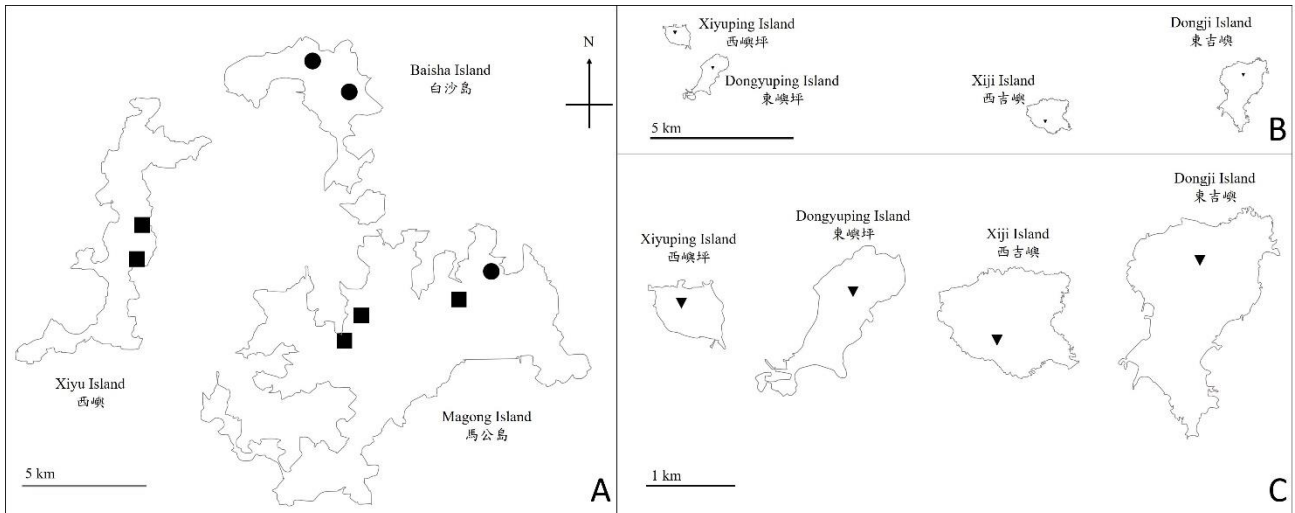 Baisha Island
白沙島
N
Xiyu Island
西嶼
Magong Island
馬公島
5 km
A
Xiyuping Island
西嶼坪
Dongyuping Island
東嶼坪
Xiji Island
西吉嶼
Dongji Island
東吉嶼
5 km
B
Xiyuping Island
西嶼坪
Dongyuping Island
東嶼坪
Xiji Island
西吉嶼
Dongji Island
東吉嶼
1 km
C